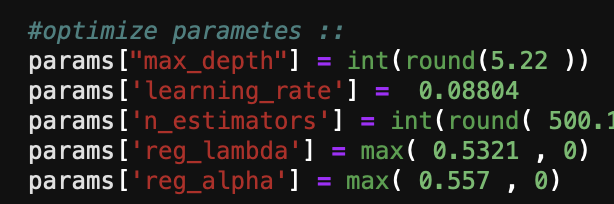 #optimize parametes ::
params["max_depth"] = int(round(5.22 ))
params['learning_rate'] =  0.08804
params['n_estimators'] = int(round( 500.1
params['reg_lambda'] = max( 0.5321 , 0)
params['reg_alpha'] = max( 0.557 , 0)